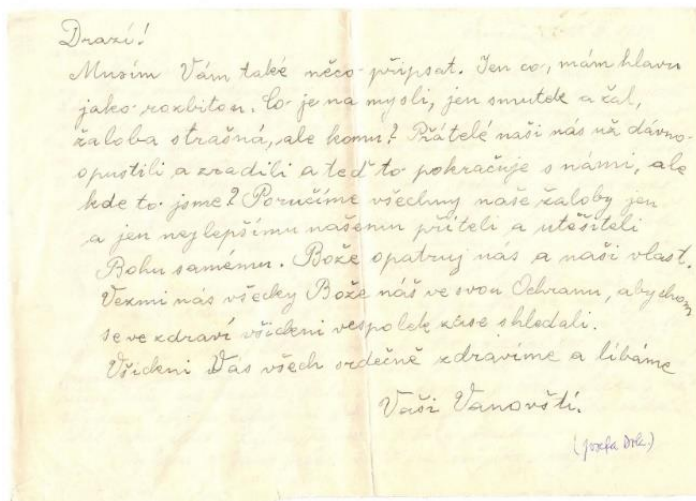 Drazí!
Musím Vám také něco připsat. Jen co, mám hlavu
jako rozbitou. Co je na mysli, jen smutek a žal,
žaloba strašná, ale komu? Přátelé naši nás už dávno
opustili a zradili a teď to pokračuje s námi, ale
kde to jsme? Poručíme všechny naše žaloby jen
a jen nejlepšímu našemu příteli a utěšiteli
Bohu samému. Bože opatruj nás a naši vlast.
Vezmi nás všecky Bože náš ve svou Ochranu, abychom
se ve zdraví všickni vespolek zase shledali.
Všickni Vás všech srdečně zdravíme a líbáme
Vaši Vanovští.
(Josefa